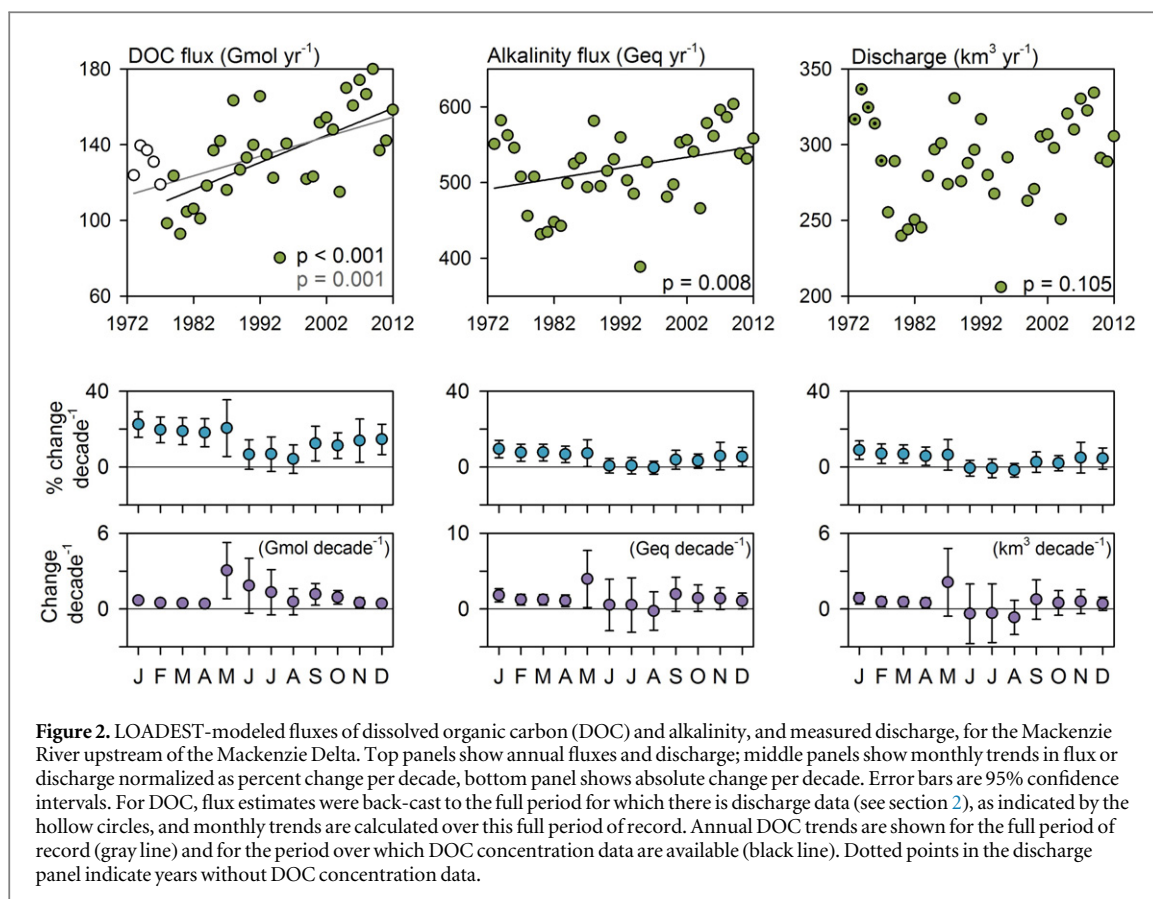 DOC flux (Gmol yr⁻¹)
180
140
100
60
p < 0.001
p = 0.001
1972 1982 1992 2002 2012
Alkalinity flux (Geq yr⁻¹)
600
500
400
p = 0.008
1972 1982 1992 2002 2012
Discharge (km³ yr⁻¹)
350
300
250
200
p = 0.105
1972 1982 1992 2002 2012
% change
decade⁻¹
40
0
40
0
40
0
Change
decade⁻¹
6
0
(Gmol decade⁻¹)
J F M A M J J A S O N D
10
0
(Geq decade⁻¹)
J F M A M J J A S O N D
6
0
(km³ decade⁻¹)
J F M A M J J A S O N D
Figure 2. LOADEST-modeled fluxes of dissolved organic carbon (DOC) and alkalinity, and measured discharge, for the Mackenzie
River upstream of the Mackenzie Delta. Top panels show annual fluxes and discharge; middle panels show monthly trends in flux or
discharge normalized as percent change per decade, bottom panel shows absolute change per decade. Error bars are 95% confidence
intervals. For DOC, flux estimates were back-cast to the full period for which there is discharge data (see section 2), as indicated by the
hollow circles, and monthly trends are calculated over this full period of record. Annual DOC trends are shown for the full period of
record (gray line) and for the period over which DOC concentration data are available (black line). Dotted points in the discharge
panel indicate years without DOC concentration data.